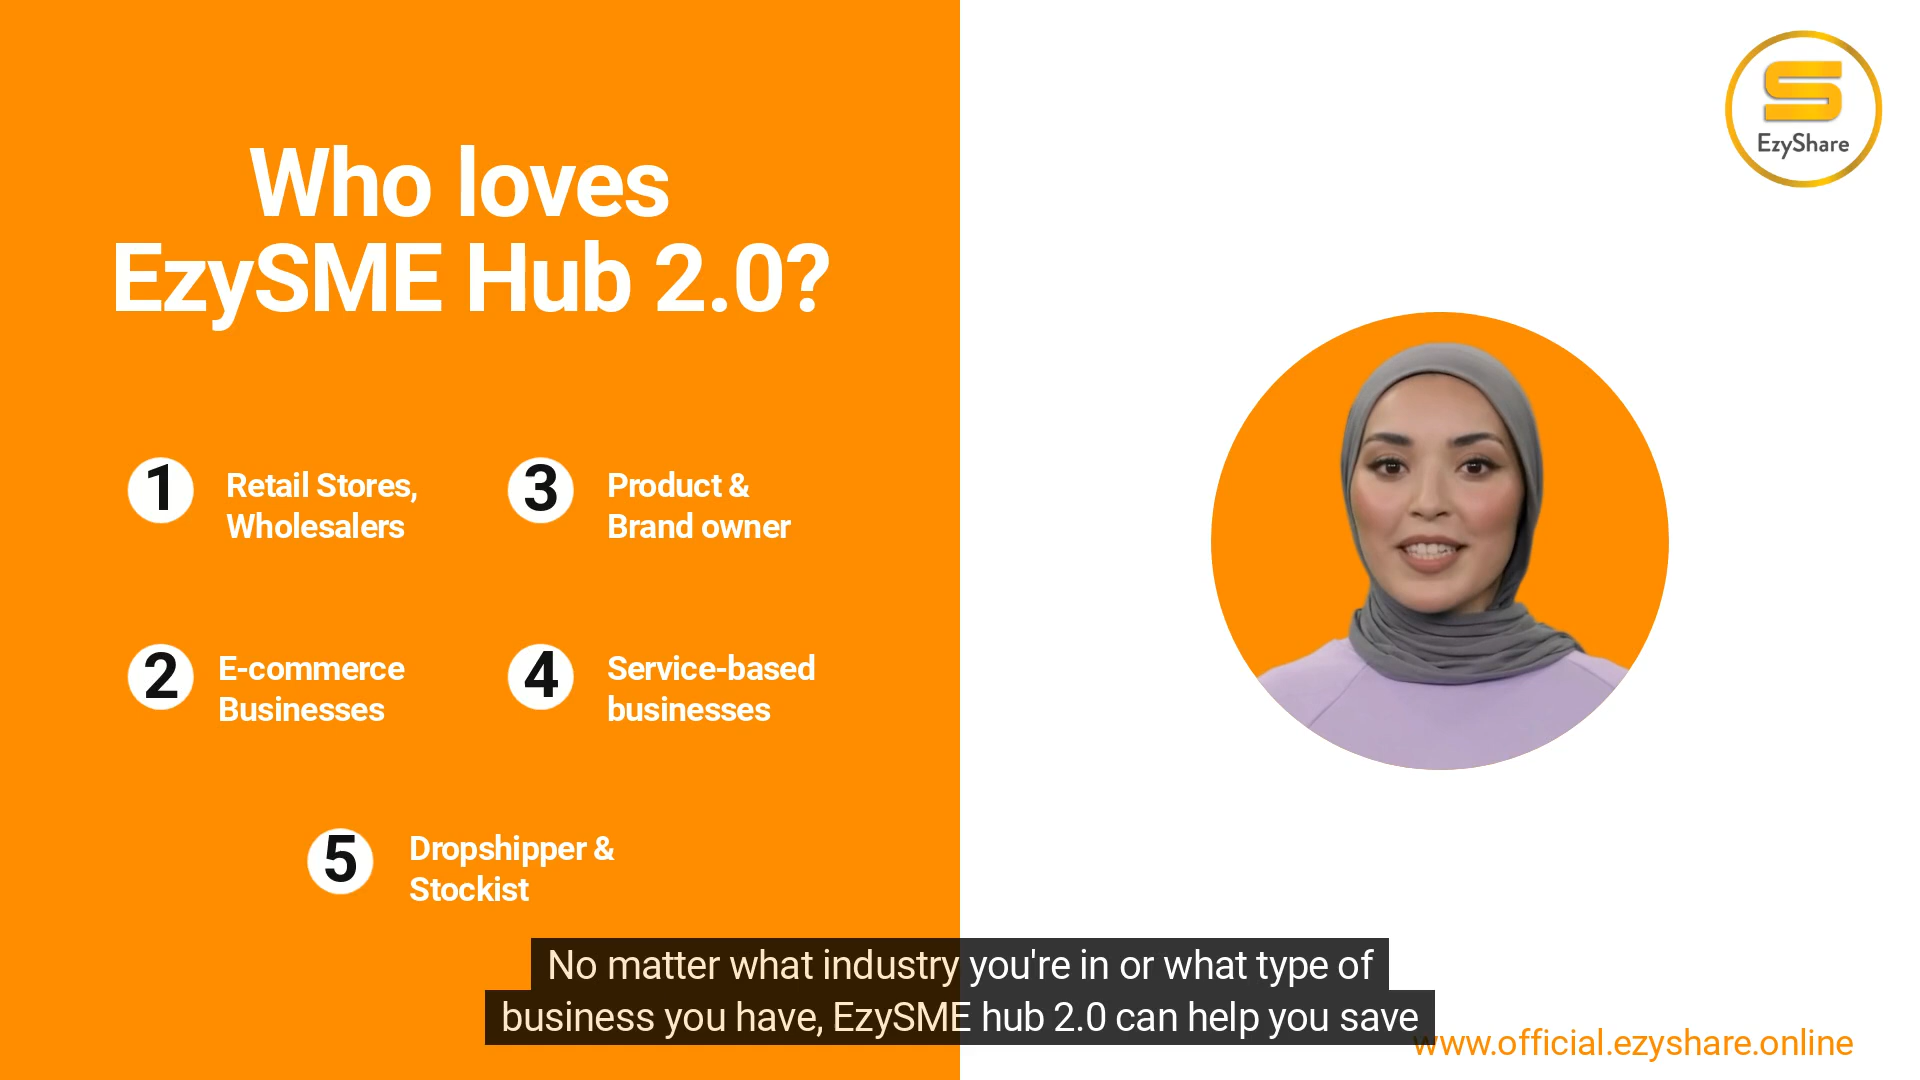 EzyShare
Who loves
EzySME Hub 2.0?
1
Retail Stores,
Wholesalers
2
E-commerce
Businesses
3
Product &
Brand owner
4
Service-based
businesses
5
Dropshipper &
Stockist
No matter what industry you're in or what type of
business you have, EzySME hub 2.0 can help you save
www.official.ezyshare.online